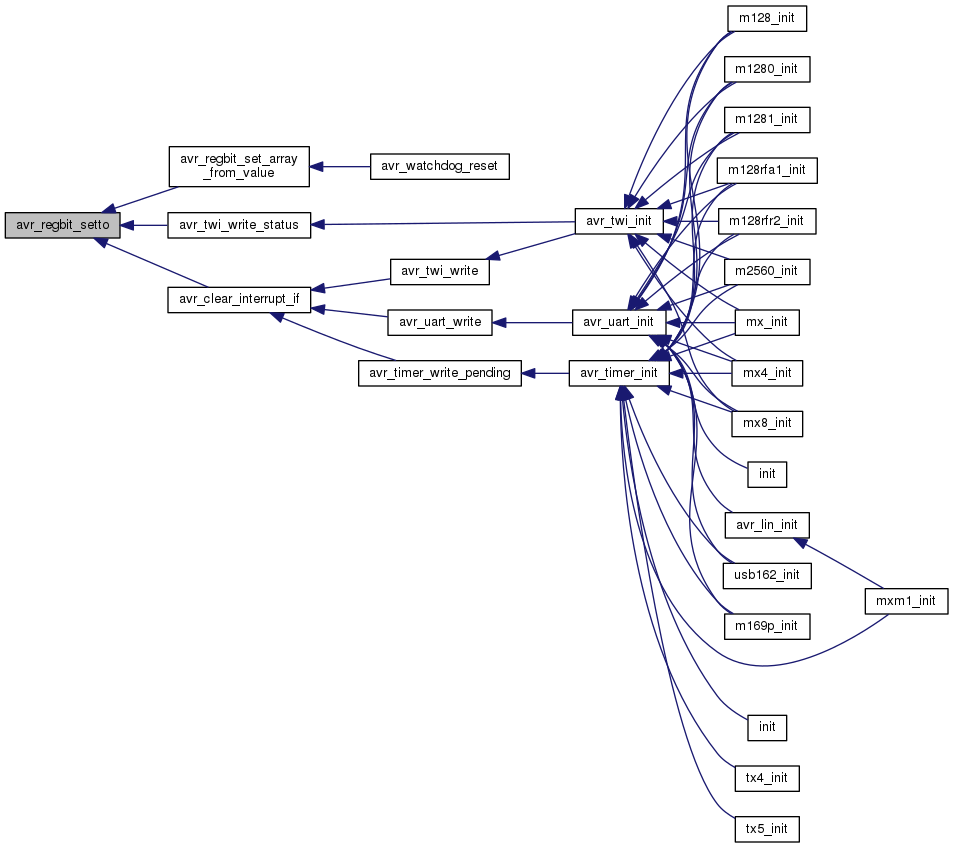 avr_regbit_setto
avr_regbit_set_array
_from_value
avr_watchdog_reset
avr_twi_write_status
avr_clear_interrupt_if
avr_twi_write
avr_uart_write
avr_timer_write_pending
avr_twi_init
avr_uart_init
avr_timer_init
m128_init
m1280_init
m1281_init
m128rfa1_init
m128rfr2_init
m2560_init
mx_init
mx4_init
mx8_init
init
avr_lin_init
usb162_init
mxm1_init
m169p_init
init
tx4_init
tx5_init